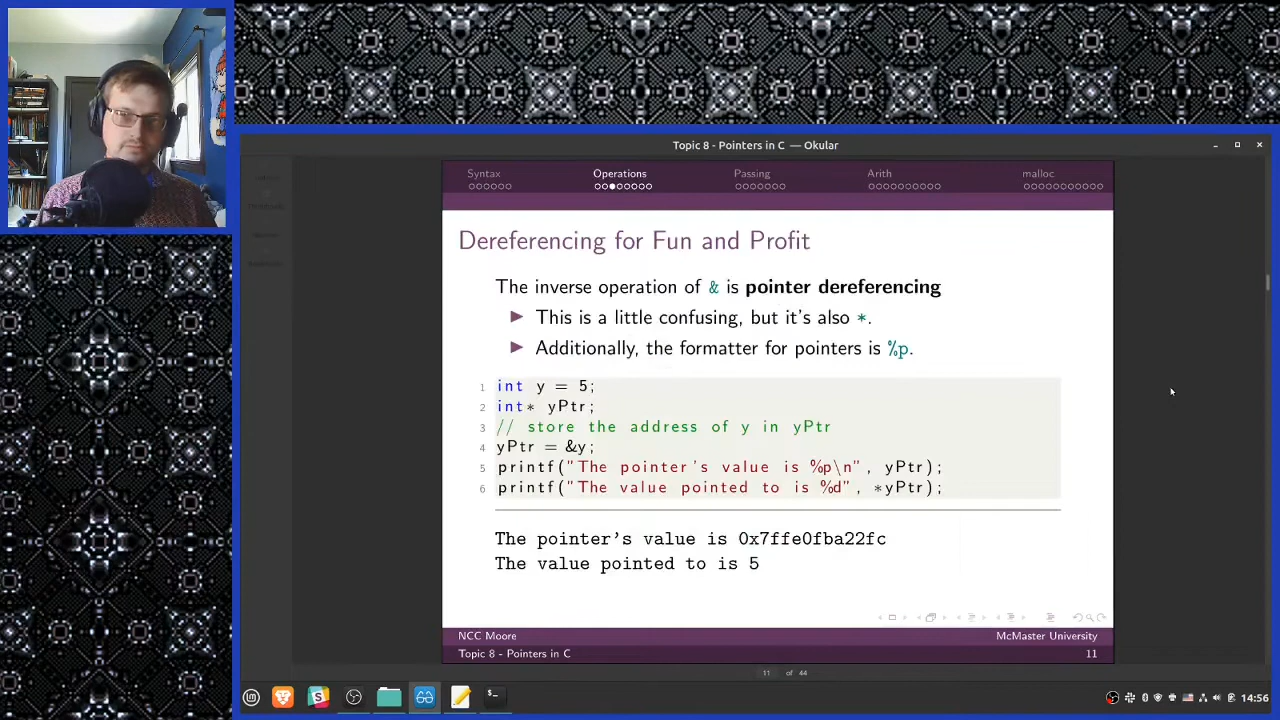 Topic 8 - Pointers in C — Okular
Syntax Operations Passing Arith malloc
Dereferencing for Fun and Profit
The inverse operation of & is pointer dereferencing
This is a little confusing, but it's also *.
Additionally, the formatter for pointers is %p.
1 int y = 5;
2 int* yPtr;
3 // store the address of y in yPtr
4 yPtr = &y;
5 printf("The pointer's value is %p\n", yPtr);
6 printf("The value pointed to is %d", *yPtr);
The pointer's value is 0x7ffe0fba22fc
The value pointed to is 5
NCC Moore McMaster University
Topic 8 - Pointers in C 11
11 of 44
14:56